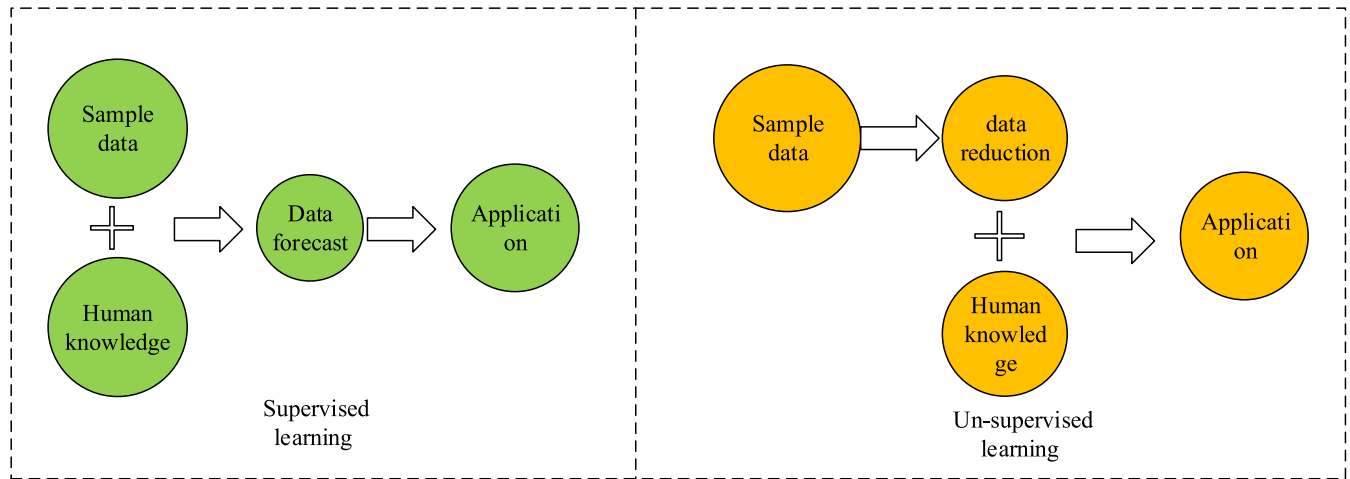 Sample
data
Human
knowledge
Data
forecast
Applicati
on
Supervised
learning
Sample
data
data
reduction
Human
knowled
ge
Applicati
on
Un-supervised
learning